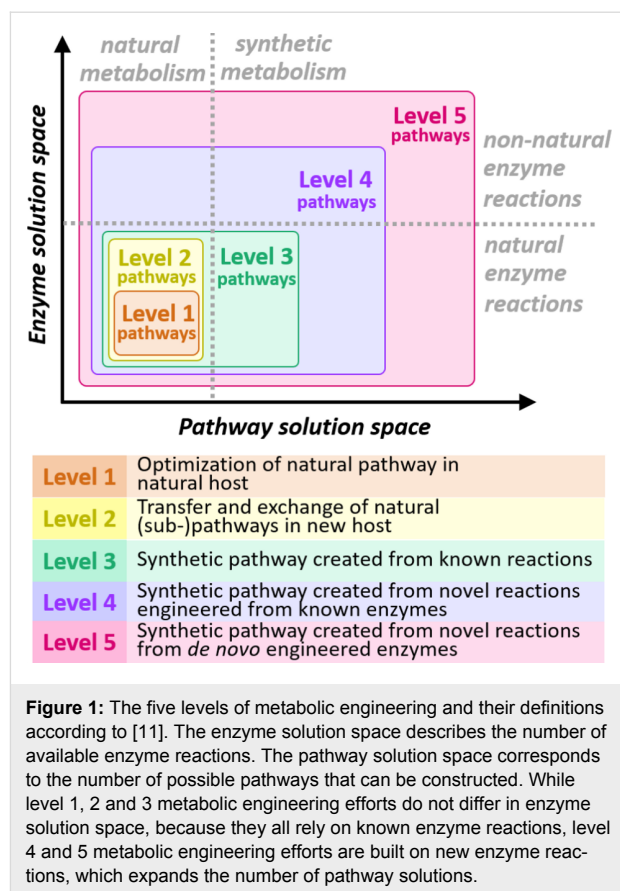 natural
metabolism
synthetic
metabolism
Enzyme solution space
Level 5
pathways
non-natural
enzyme
reactions
Level 4
pathways
Level 2
pathways
Level 3
pathways
natural
enzyme
reactions
Level 1
pathways
Pathway solution space
Level 1 Optimization of natural pathway in
natural host
Level 2 Transfer and exchange of natural
(sub-)pathways in new host
Level 3 Synthetic pathway created from known reactions
Level 4 Synthetic pathway created from novel reactions
engineered from known enzymes
Level 5 Synthetic pathway created from novel reactions
from de novo engineered enzymes
Figure 1: The five levels of metabolic engineering and their definitions
according to [11]. The enzyme solution space describes the number of
available enzyme reactions. The pathway solution space corresponds
to the number of possible pathways that can be constructed. While
level 1, 2 and 3 metabolic engineering efforts do not differ in enzyme
solution space, because they all rely on known enzyme reactions, level
4 and 5 metabolic engineering efforts are built on new enzyme reac-
tions, which expands the number of pathway solutions.